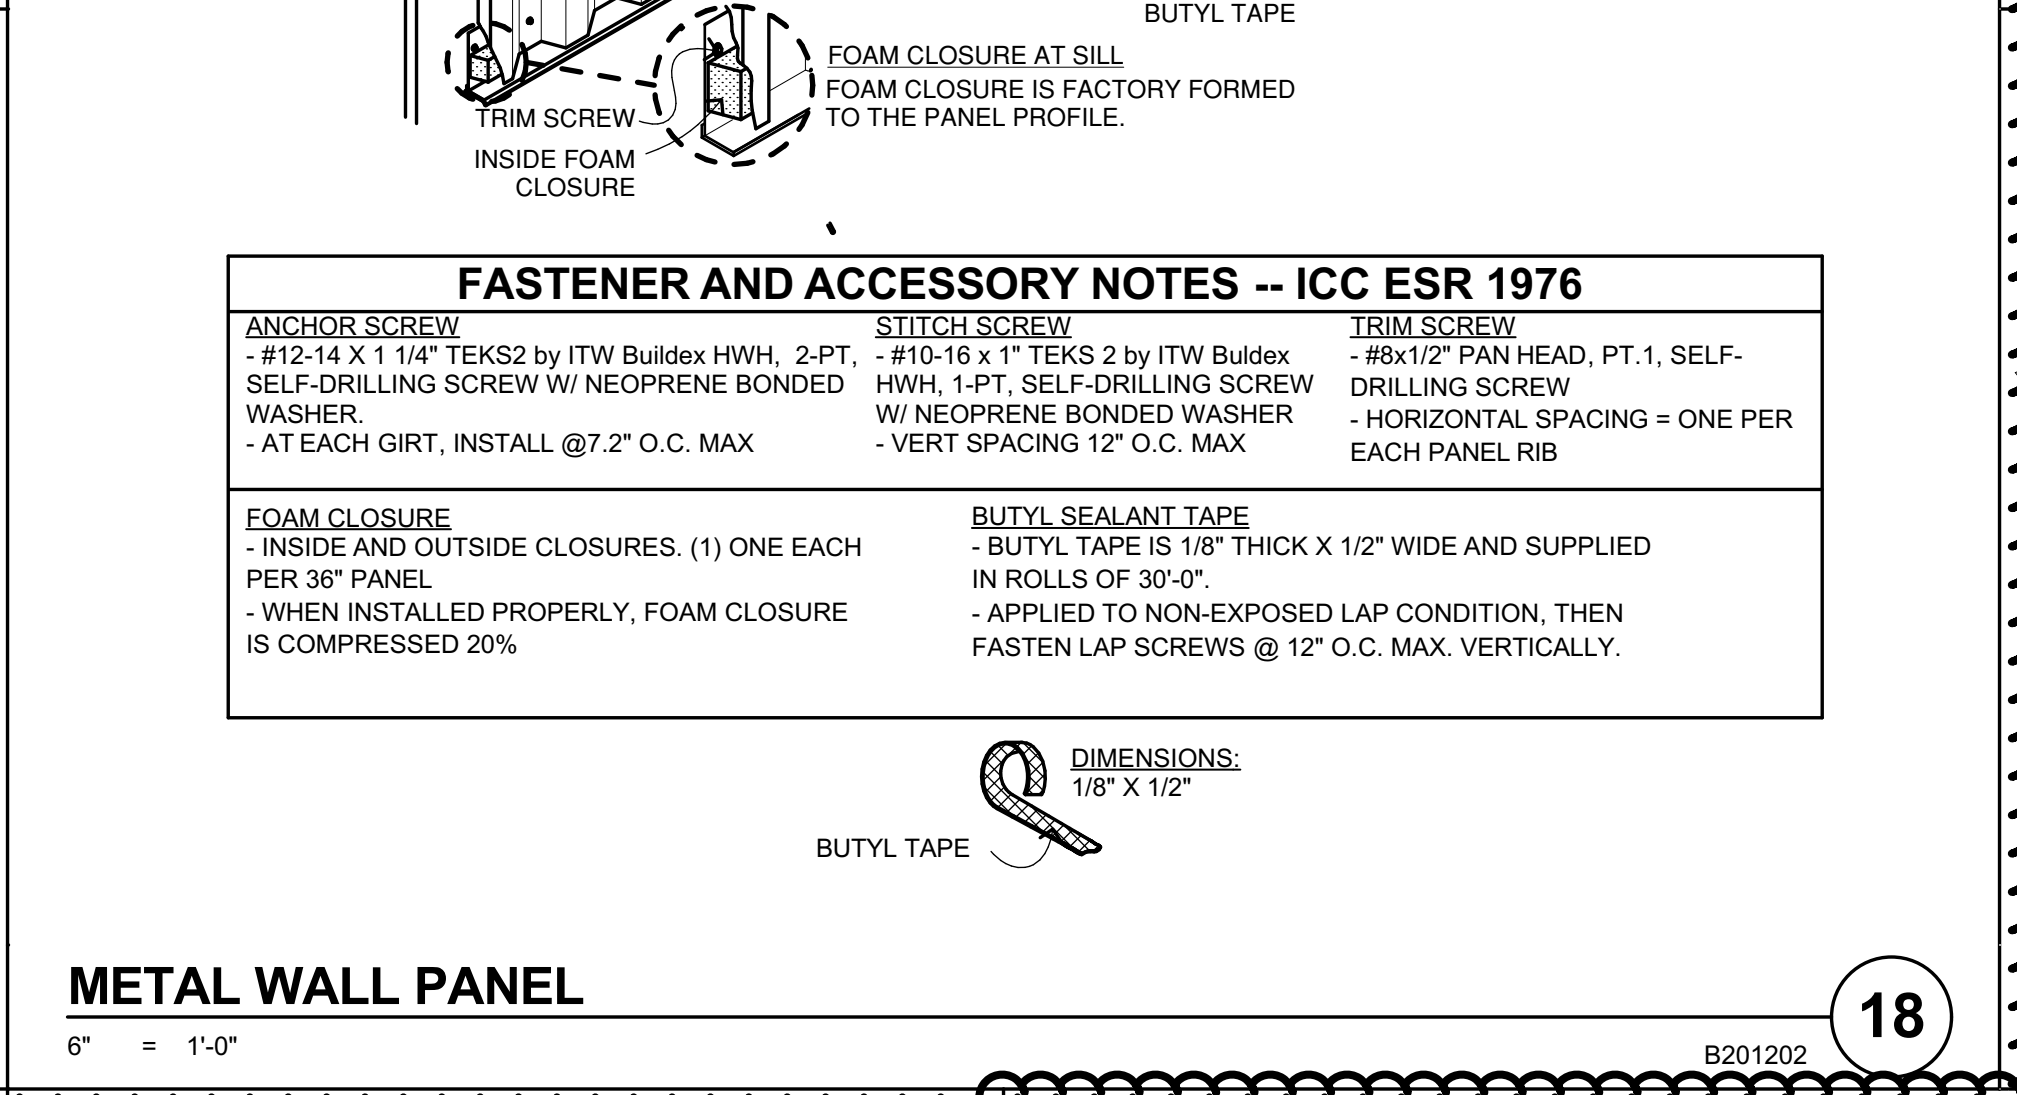 BUTYL TAPE
FOAM CLOSURE AT SILL
FOAM CLOSURE IS FACTORY FORMED
TO THE PANEL PROFILE.
TRIM SCREW
INSIDE FOAM
CLOSURE
FASTENER AND ACCESSORY NOTES -- ICC ESR 1976
ANCHOR SCREW
- #12-14 X 1 1/4" TEKS2 by ITW Buildex HWH, 2-PT,
SELF-DRILLING SCREW W/ NEOPRENE BONDED
WASHER.
- AT EACH GIRT, INSTALL @7.2" O.C. MAX
STITCH SCREW
- #10-16 x 1" TEKS 2 by ITW Buldex
HWH, 1-PT, SELF-DRILLING SCREW
W/ NEOPRENE BONDED WASHER
- VERT SPACING 12" O.C. MAX
TRIM SCREW
- #8x1/2" PAN HEAD, PT.1, SELF-
DRILLING SCREW
- HORIZONTAL SPACING = ONE PER
EACH PANEL RIB
FOAM CLOSURE
- INSIDE AND OUTSIDE CLOSURES. (1) ONE EACH
PER 36" PANEL
- WHEN INSTALLED PROPERLY, FOAM CLOSURE
IS COMPRESSED 20%
BUTYL SEALANT TAPE
- BUTYL TAPE IS 1/8" THICK X 1/2" WIDE AND SUPPLIED
IN ROLLS OF 30'-0".
- APPLIED TO NON-EXPOSED LAP CONDITION, THEN
FASTEN LAP SCREWS @ 12" O.C. MAX. VERTICALLY.
DIMENSIONS:
1/8" X 1/2"
BUTYL TAPE
METAL WALL PANEL
18
6" = 1'-0"
B201202